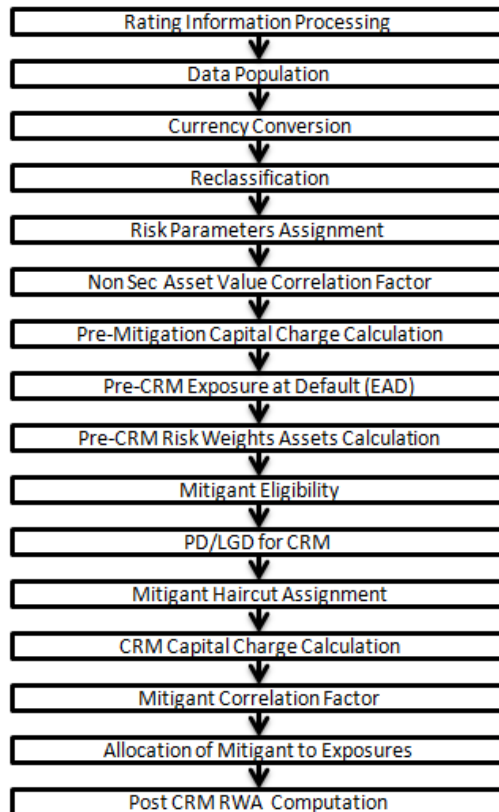 Rating Information Processing
Data Population
Currency Conversion
Reclassification
Risk Parameters Assignment
Non Sec Asset Value Correlation Factor
Pre-Mitigation Capital Charge Calculation
Pre-CRM Exposure at Default (EAD)
Pre-CRM Risk Weights Assets Calculation
Mitigant Eligibility
PD/LGD for CRM
Mitigant Haircut Assignment
CRM Capital Charge Calculation
Mitigant Correlation Factor
Allocation of Mitigant to Exposures
Post CRM RWA Computation